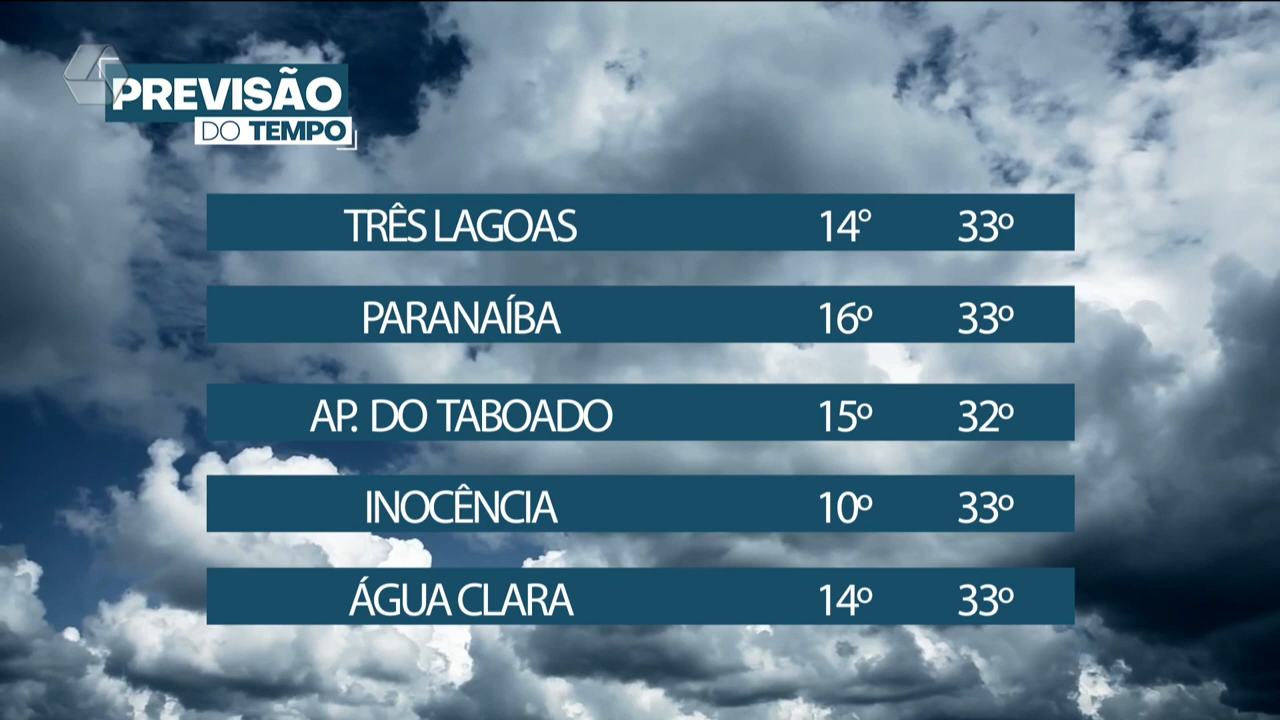 PREVISÃO
DO TEMPO
TRÊS LAGOAS 14° 33º
PARANAÍBA 16º 33º
AP. DO TABOADO 15º 32º
INOCÊNCIA 10º 33º
ÁGUA CLARA 14º 33º